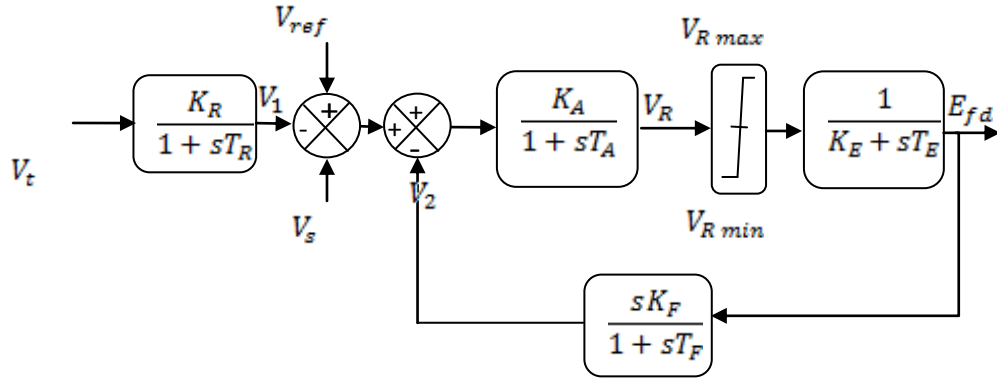 V_ref
V_R max
K_R
1 + sT_R
V_1
+
-
+
+
-
K_A
1 + sT_A
V_R
1
K_E + sT_E
E_fd
V_t
V_2
V_s
V_R min
sK_F
1 + sT_F